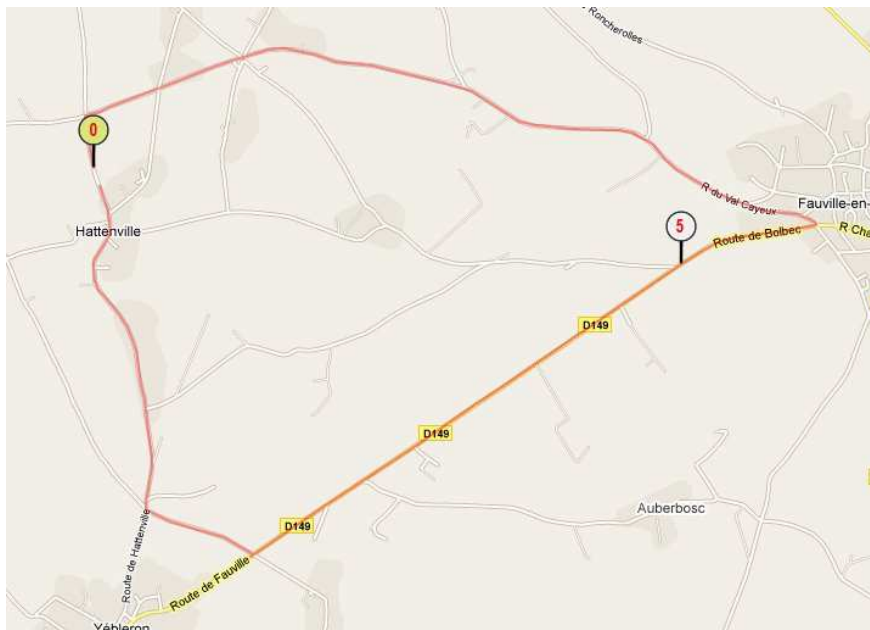 Roncherolles
0
R du Val Cayeux
Fauville-en-
Hattenville
5
Route de Bolbec
R Cha
D149
D149
Auberbosc
D149
Route de Hattenville
Route de Fauville
Yébleron